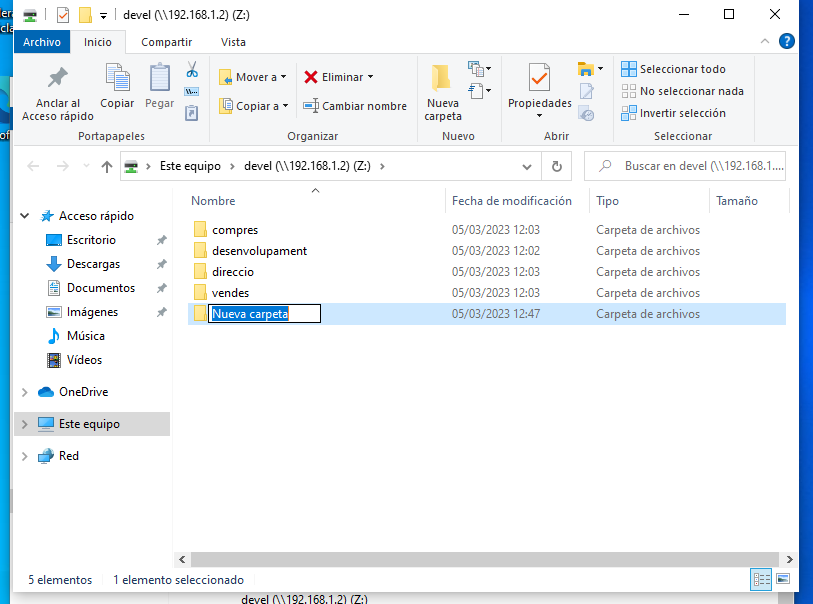 devel (\\192.168.1.2) (Z:)
Archivo Inicio Compartir Vista
Anclar al Acceso rápido
Copiar
Pegar
Portapapeles
Mover a
Copiar a
Eliminar
Cambiar nombre
Organizar
Nueva carpeta
Nuevo
Propiedades
Abrir
Seleccionar todo
No seleccionar nada
Invertir selección
Seleccionar
Este equipo > devel (\\192.168.1.2) (Z:) >
Buscar en devel (\\192.168.1....
Nombre Fecha de modificación Tipo Tamaño
compres 05/03/2023 12:03 Carpeta de archivos
desenvolupament 05/03/2023 12:02 Carpeta de archivos
direccio 05/03/2023 12:03 Carpeta de archivos
vendes 05/03/2023 12:03 Carpeta de archivos
Nueva carpeta 05/03/2023 12:47 Carpeta de archivos
Acceso rápido
Escritorio
Descargas
Documentos
Imágenes
Música
Vídeos
OneDrive
Este equipo
Red
5 elementos 1 elemento seleccionado
devel (\\192.168.1.2) (Z:)